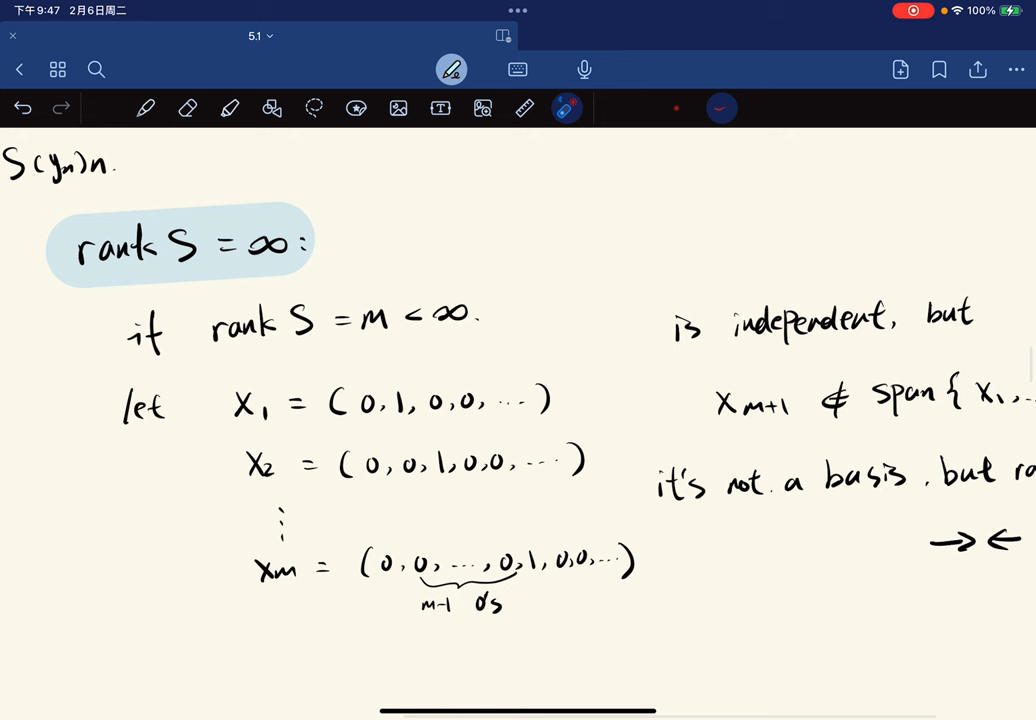 下午9:47 2月6日周二
100%
5.1
S(yn)n.
rank S = ∞:
if rank S = m < ∞.
let x1 = (0,1,0,0,...)
x2 = (0,0,1,0,0,...)
⋮
xm = (0,0,...,0,1,0,0,...)
m-1 0's
is independent, but
xm+1 ∉ span{ x1,..
it's not a basis, but ra
→←